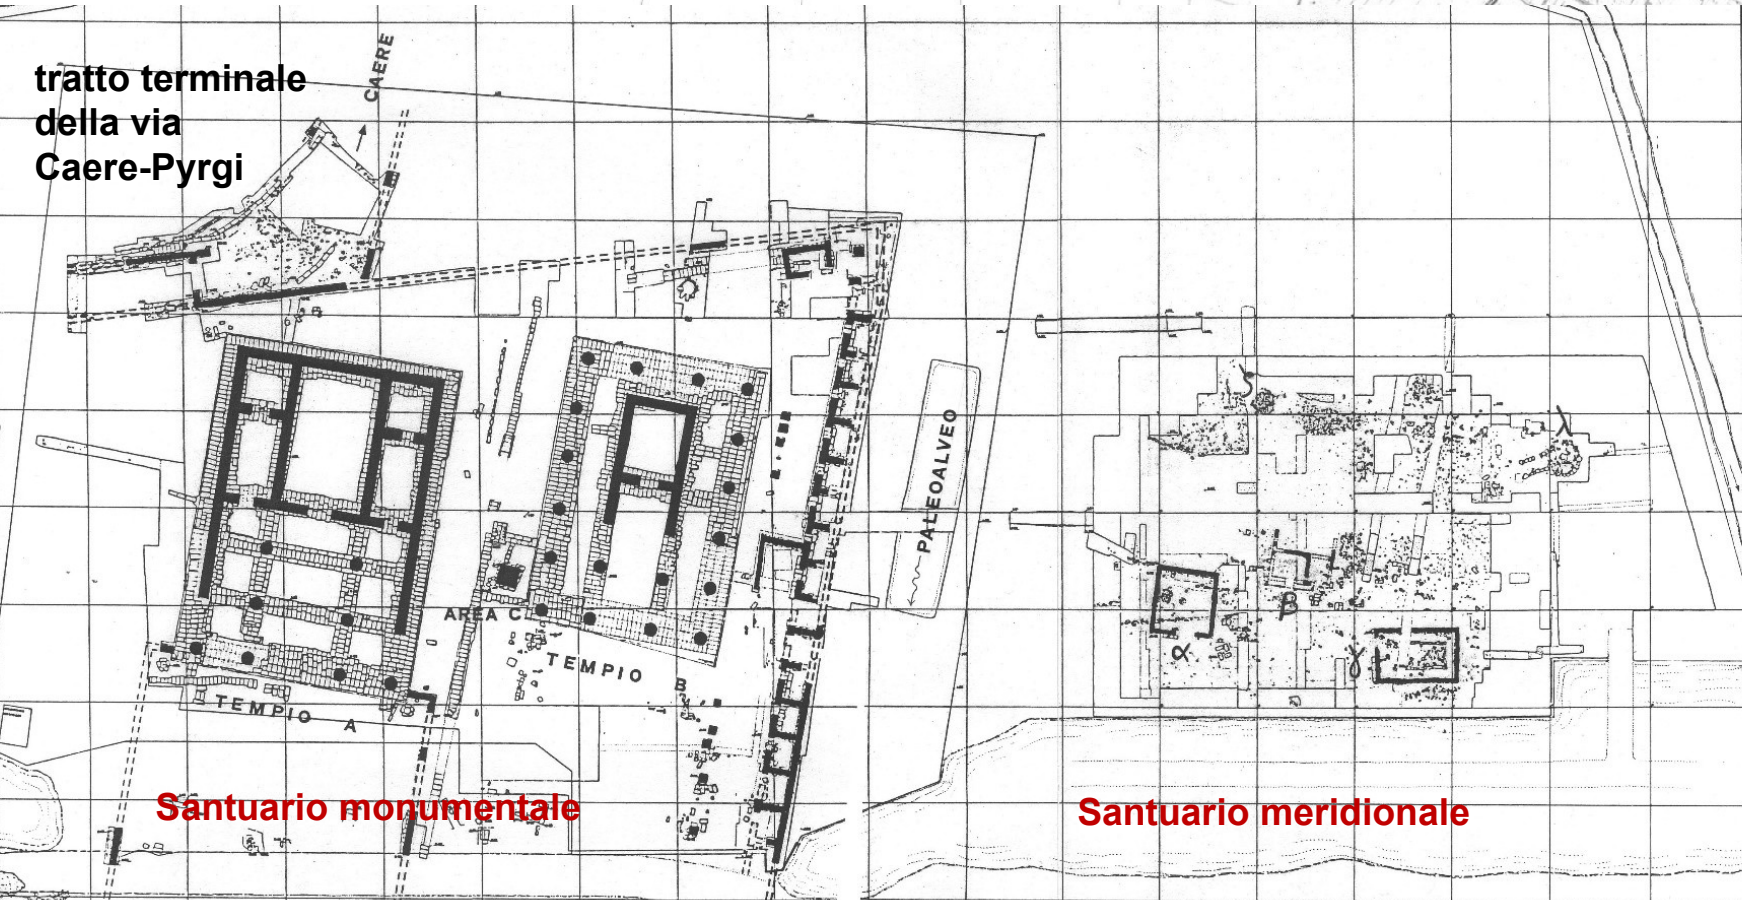 tratto terminale
della via
Caere-Pyrgi
CAERE
PALEOALVEO
λ
AREA C
TEMPIO B
TEMPIO A
α
β
γ
Santuario monumentale
Santuario meridionale